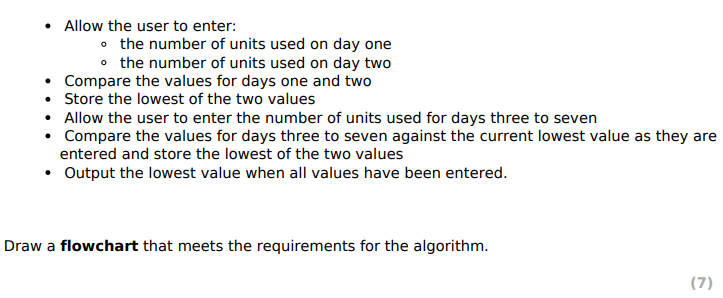 • Allow the user to enter:
◦ the number of units used on day one
◦ the number of units used on day two
• Compare the values for days one and two
• Store the lowest of the two values
• Allow the user to enter the number of units used for days three to seven
• Compare the values for days three to seven against the current lowest value as they are
entered and store the lowest of the two values
• Output the lowest value when all values have been entered.
Draw a flowchart that meets the requirements for the algorithm.
(7)